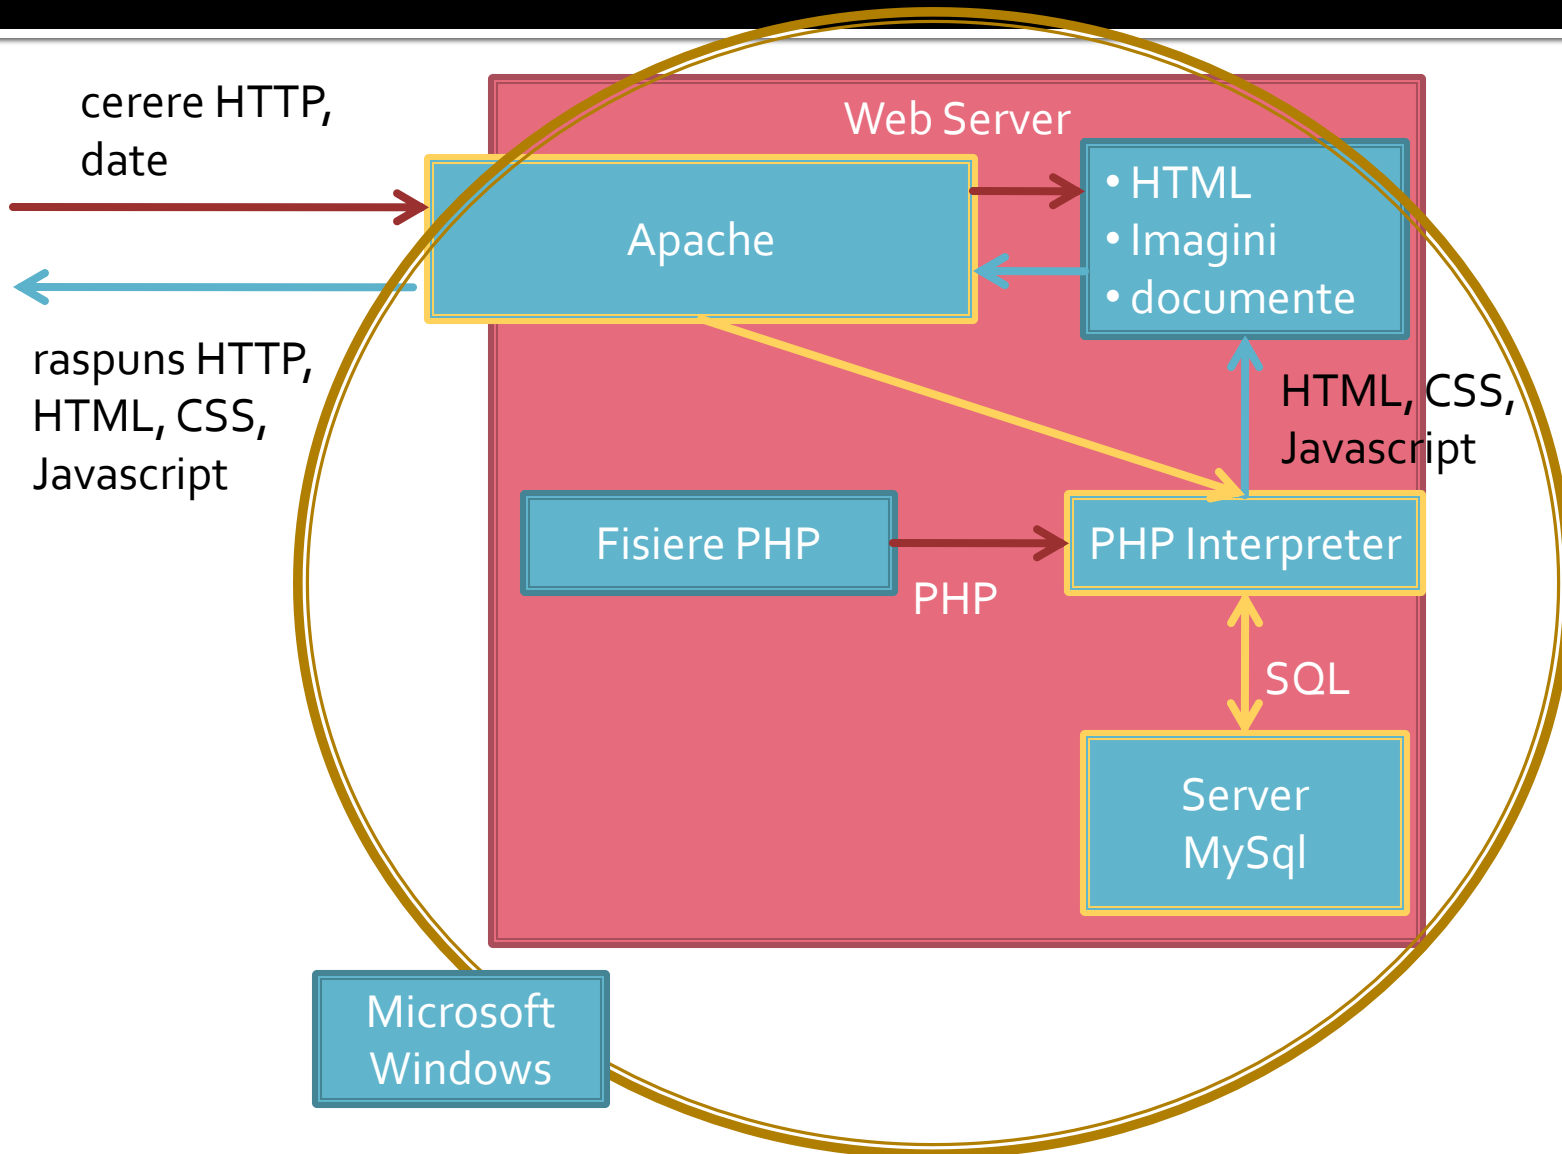 cerere HTTP,
date
Web Server
Apache
• HTML
• Imagini
• documente
raspuns HTTP,
HTML, CSS,
Javascript
HTML, CSS,
Javascript
Fisiere PHP
PHP
PHP Interpreter
SQL
Server
MySql
Microsoft
Windows